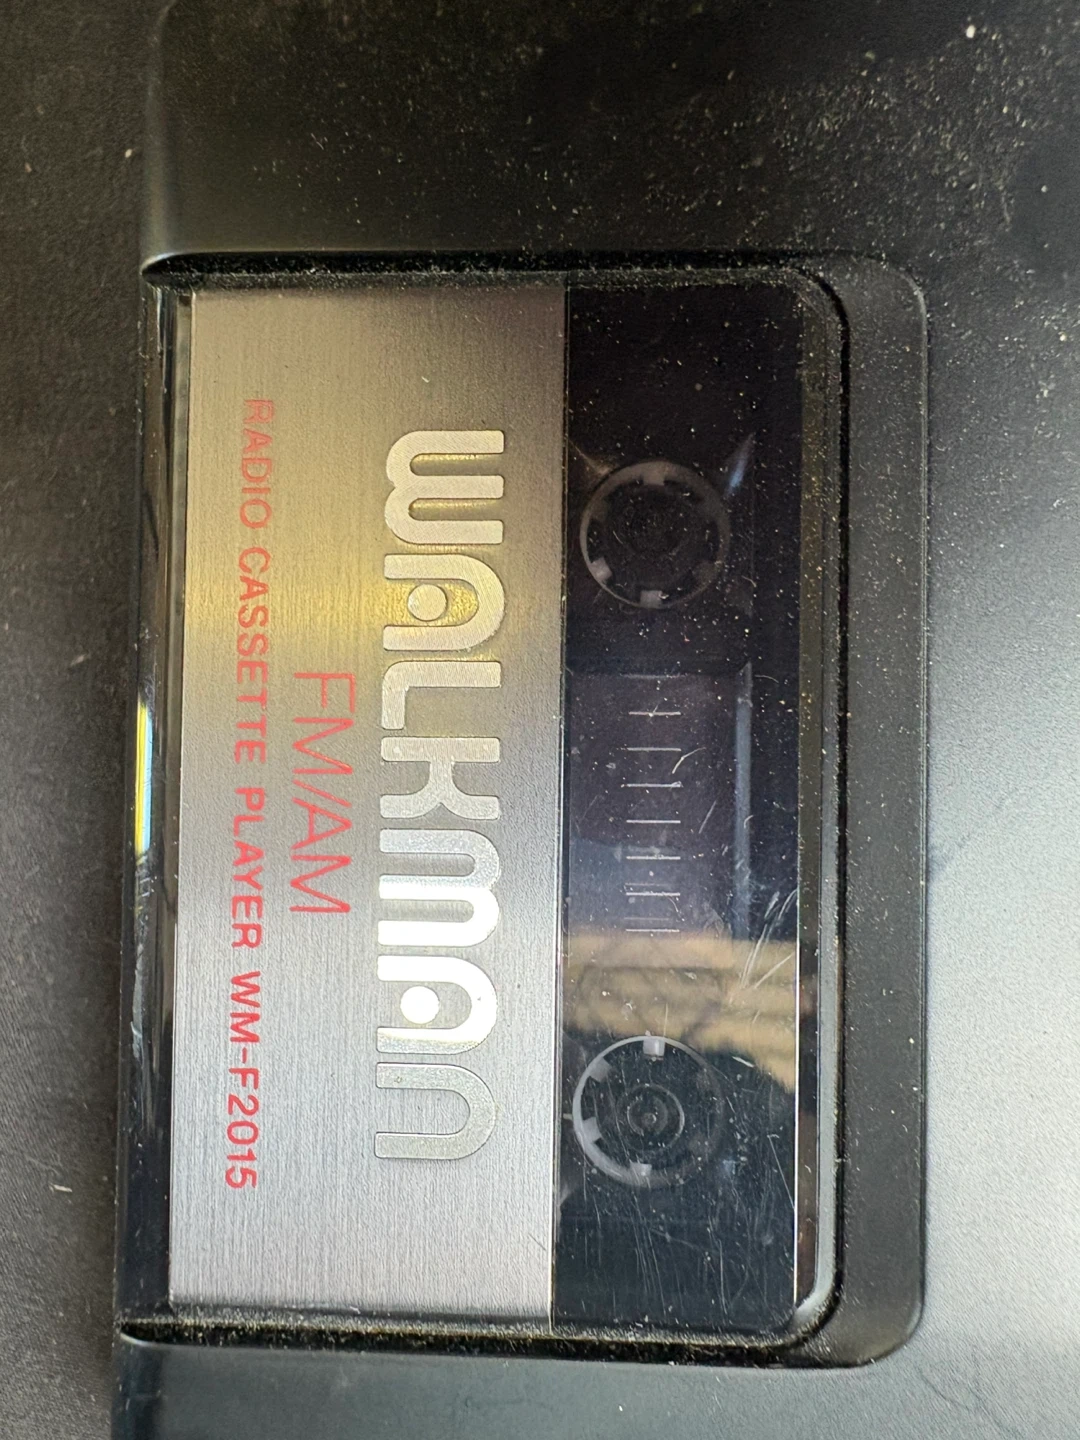 WALKMAN
FM/AM
RADIO CASSETTE PLAYER WM-F2015